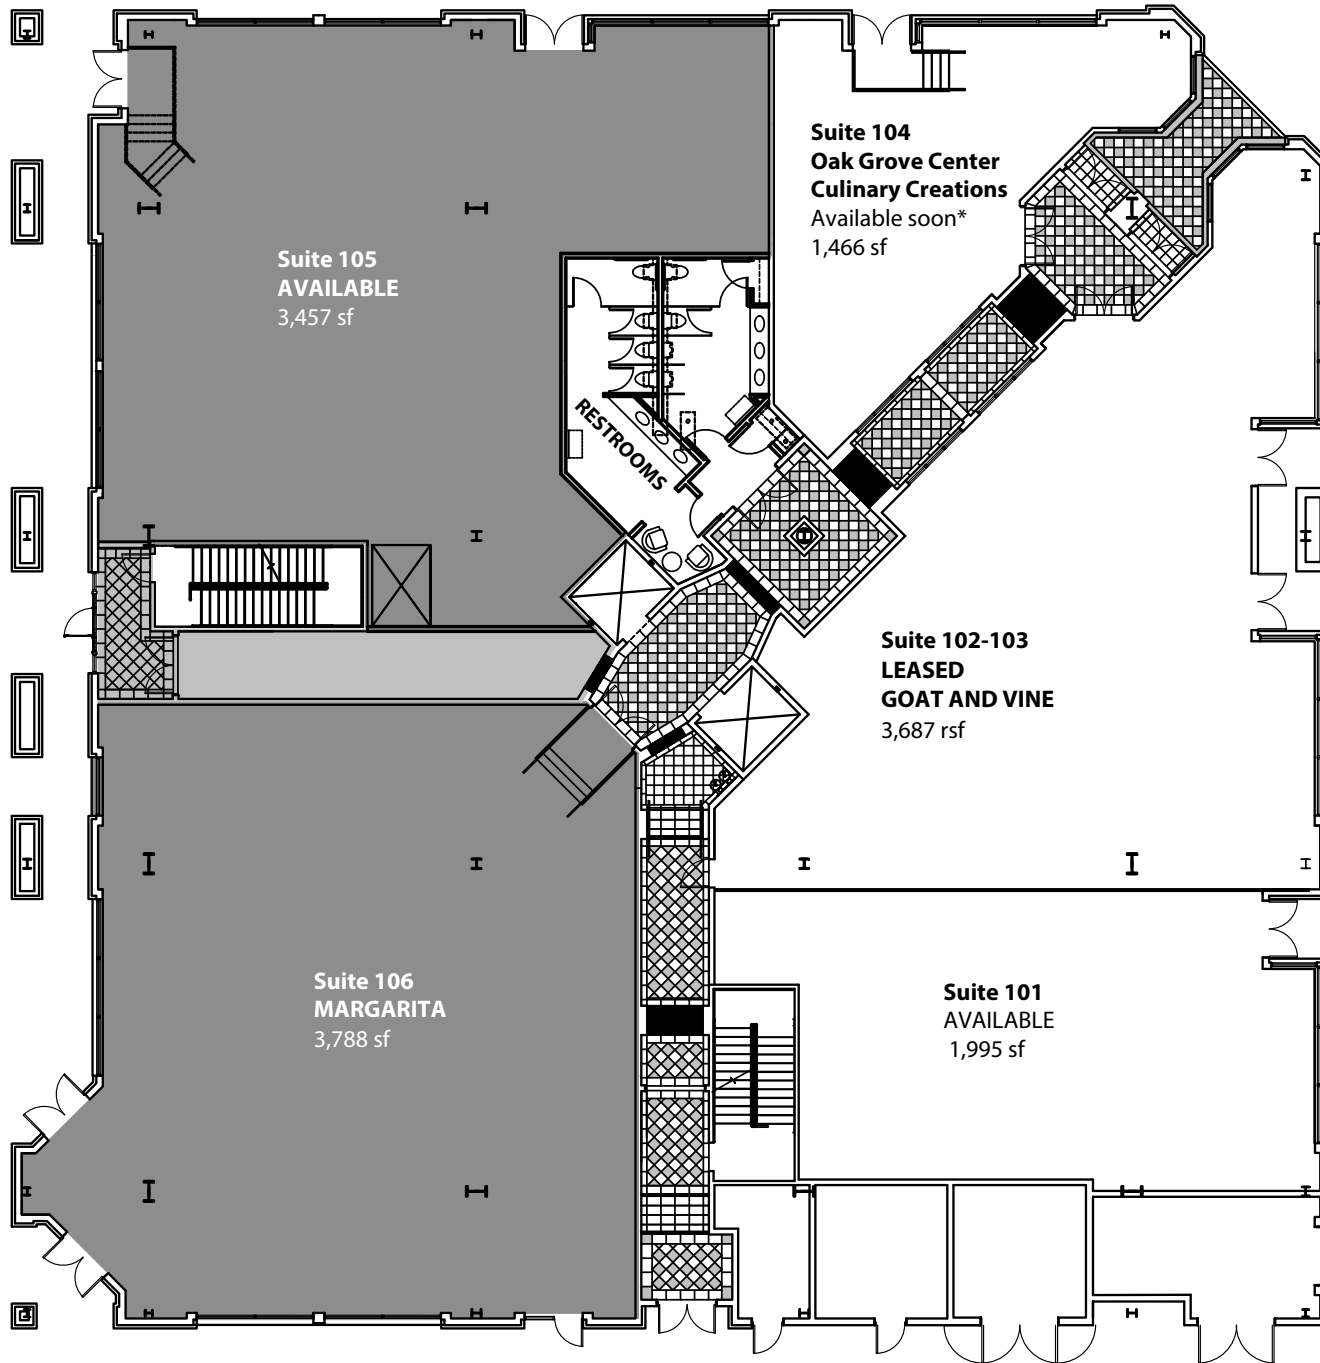 Suite 104
Oak Grove Center
Culinary Creations
Available soon*
1,466 sf
Suite 105
AVAILABLE
3,457 sf
RESTROOMS
Suite 102-103
LEASED
GOAT AND VINE
3,687 rsf
Suite 106
MARGARITA
3,788 sf
Suite 101
AVAILABLE
1,995 sf